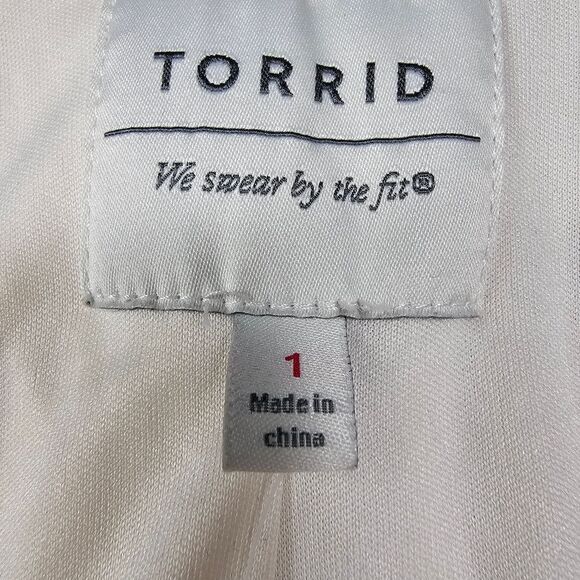 TORRID
We swear by the fit®
1
Made in
china